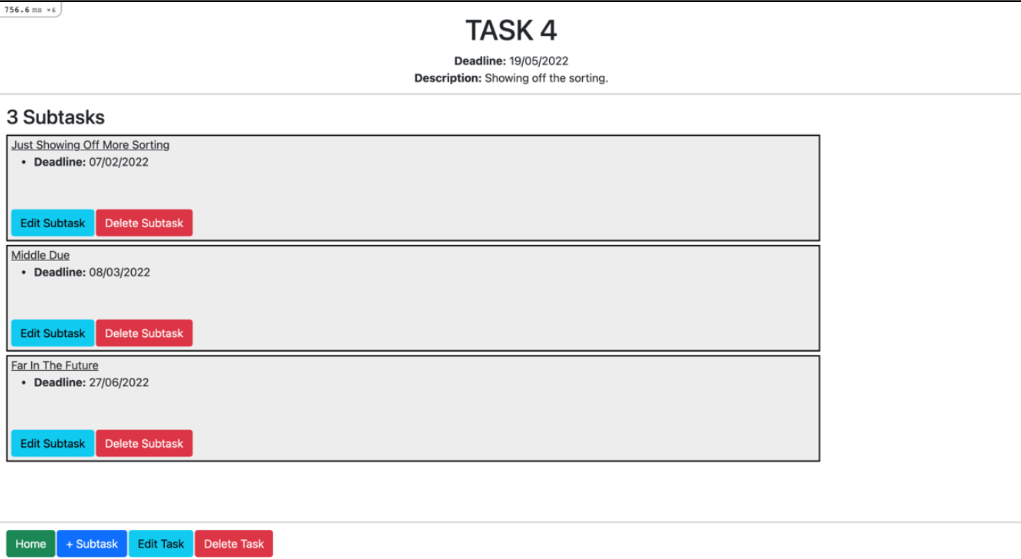 756.6 ms ×6
TASK 4
Deadline: 19/05/2022
Description: Showing off the sorting.
3 Subtasks
Just Showing Off More Sorting
• Deadline: 07/02/2022
Edit Subtask Delete Subtask
Middle Due
• Deadline: 08/03/2022
Edit Subtask Delete Subtask
Far In The Future
• Deadline: 27/06/2022
Edit Subtask Delete Subtask
Home + Subtask Edit Task Delete Task